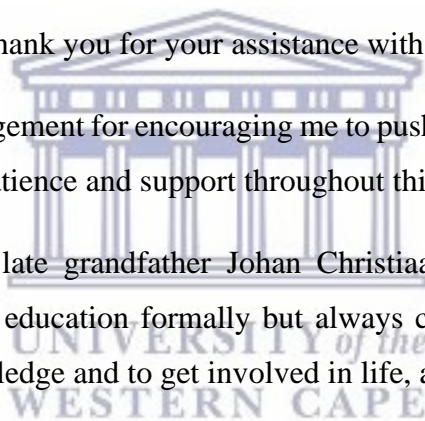 hank you for your assistance with
gement for encouraging me to push
atience and support throughout thi
late grandfather Johan Christiaa
education formally but always c
UNIVERSITY of the
ledge and to get involved in life, a
WESTERN CAPE